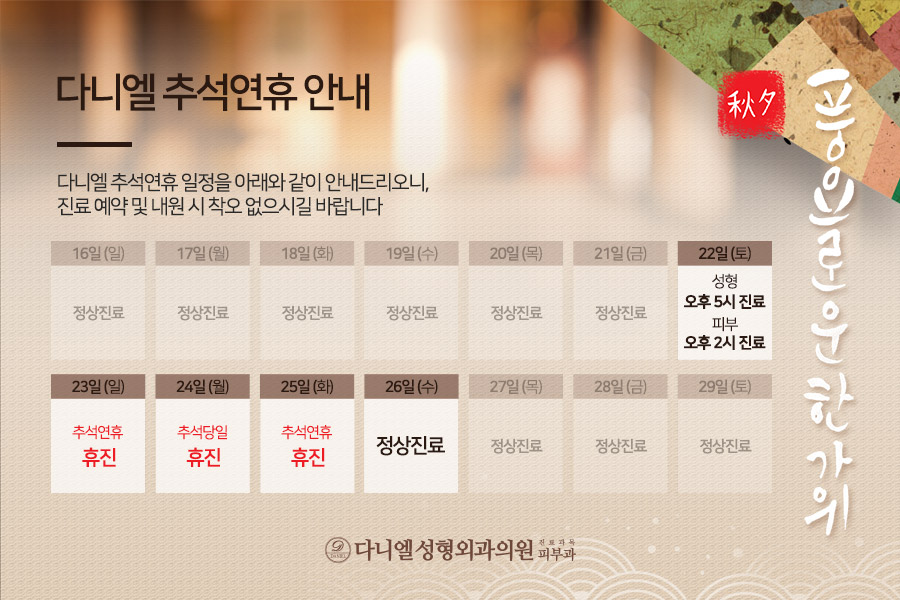 다니엘 추석연휴 안내
秋夕
풍요로운 한가위
다니엘 추석연휴 일정을 아래와 같이 안내드리오니,
진료 예약 및 내원 시 착오 없으시길 바랍니다
16일 (일) 17일 (월) 18일 (화) 19일 (수) 20일 (목) 21일 (금) 22일 (토)
정상진료 정상진료 정상진료 정상진료 정상진료 정상진료
성형
오후 5시 진료
피부
오후 2시 진료
23일 (일) 24일 (월) 25일 (화) 26일 (수) 27일 (목) 28일 (금) 29일 (토)
추석연휴 추석당일 추석연휴
휴진 휴진 휴진 정상진료 정상진료 정상진료 정상진료
다니엘성형외과의원 진료과목
피부과